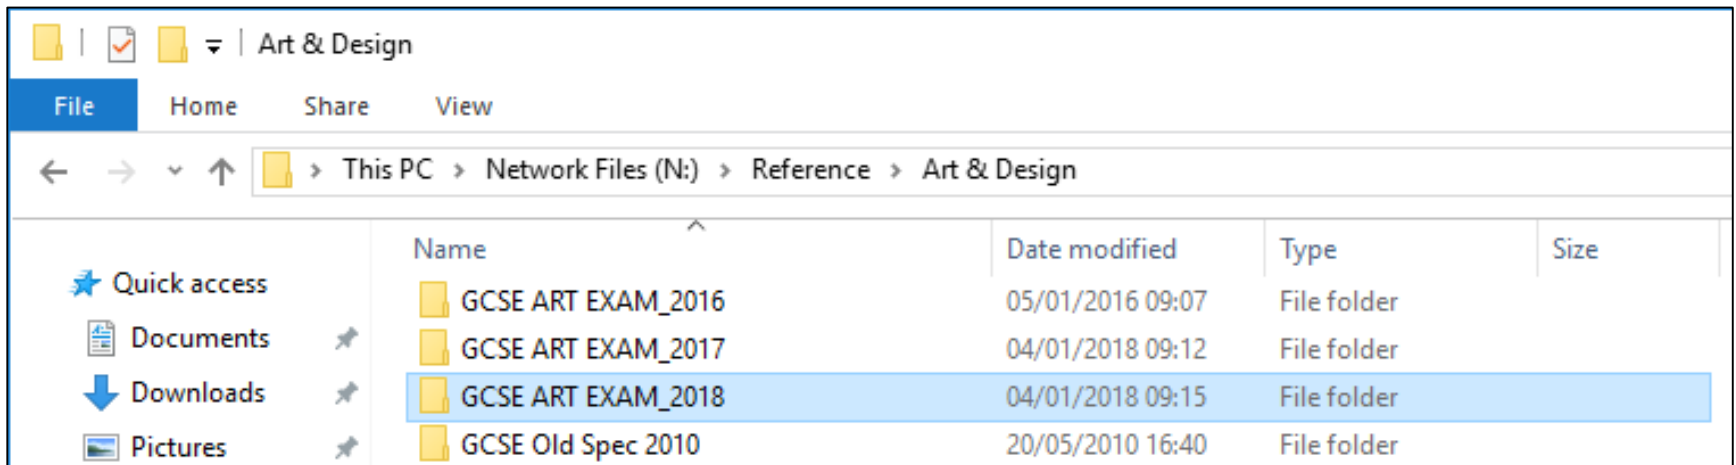 Art & Design
File Home Share View
This PC > Network Files (N:) > Reference > Art & Design
Name Date modified Type Size
Quick access
GCSE ART EXAM_2016 05/01/2016 09:07 File folder
Documents
GCSE ART EXAM_2017 04/01/2018 09:12 File folder
Downloads
GCSE ART EXAM_2018 04/01/2018 09:15 File folder
Pictures
GCSE Old Spec 2010 20/05/2010 16:40 File folder